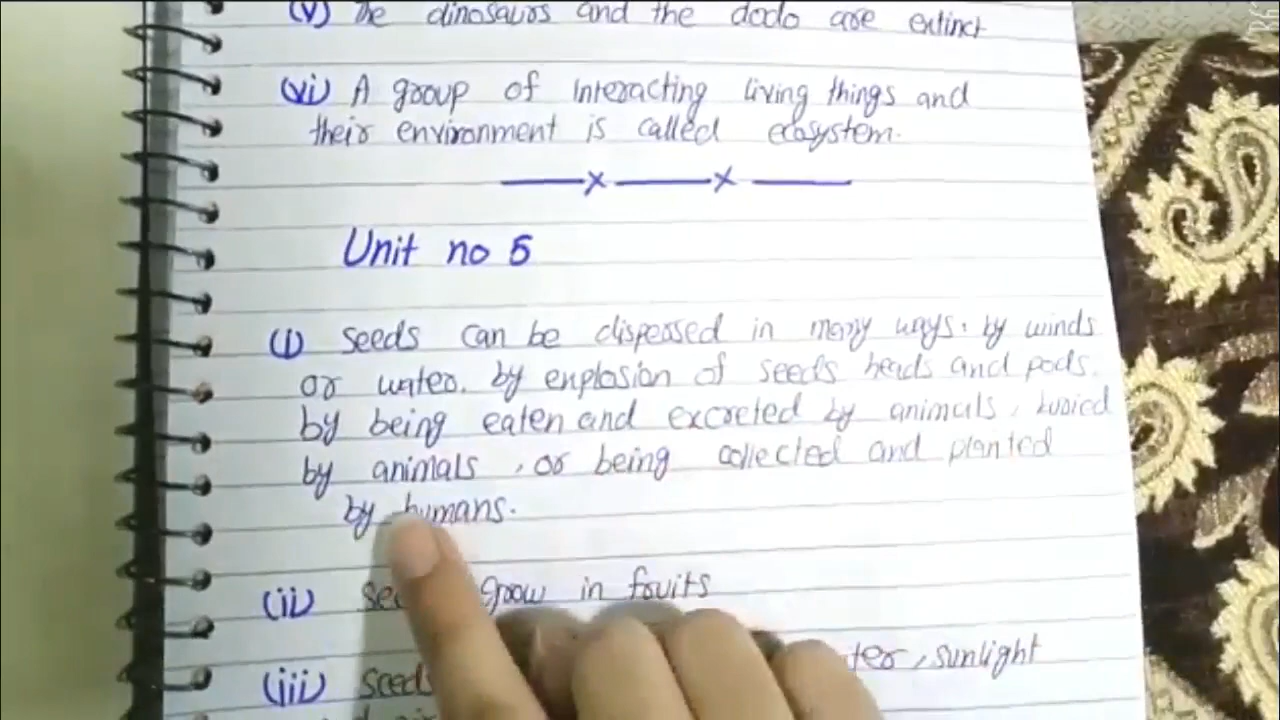 (v) The dinosaurs and the dodo are extinct
(vi) A group of interacting living things and
their environment is called ecosystem.
Unit no 5
(i) Seeds can be dispessed in many ways. by winds
or water. by explosion of seeds heads and pods.
by being eaten and excreted by animals, buried
by animals, or being collected and planted
by humans.
(ii) grow in fruits
(iii) Seeds , sunlight